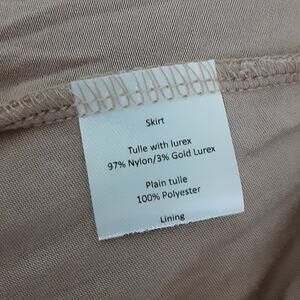 Skirt
Tulle with lurex
97% Nylon/3% Gold Lurex
Plain tulle
100% Polyester
Lining